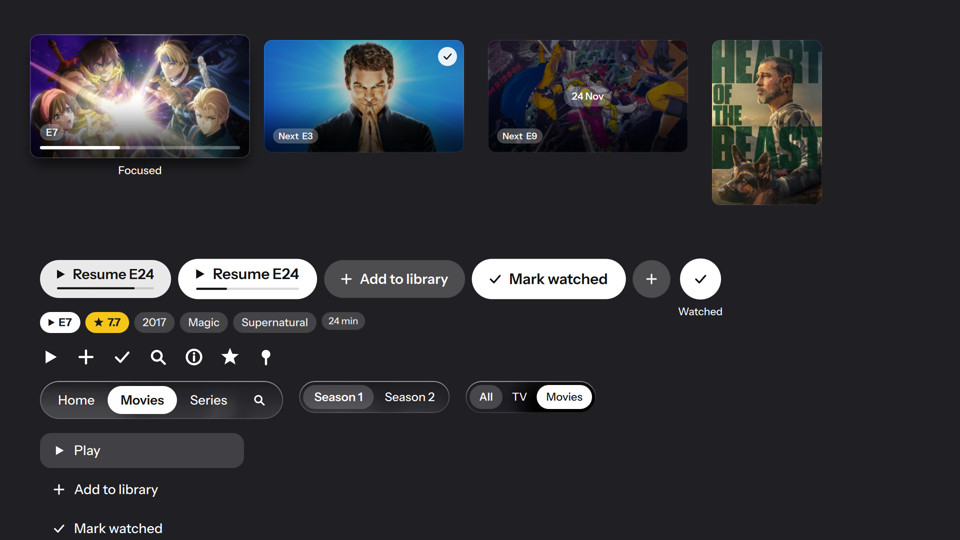 E7
Focused
Next E3
24 Nov
Next E9
HEART
OF
THE
BEAST
Resume E24
Resume E24
Add to library
Mark watched
Watched
E7
7.7
2017
Magic
Supernatural
24 min
Home
Movies
Series
Season 1
Season 2
All
TV
Movies
Play
Add to library
Mark watched